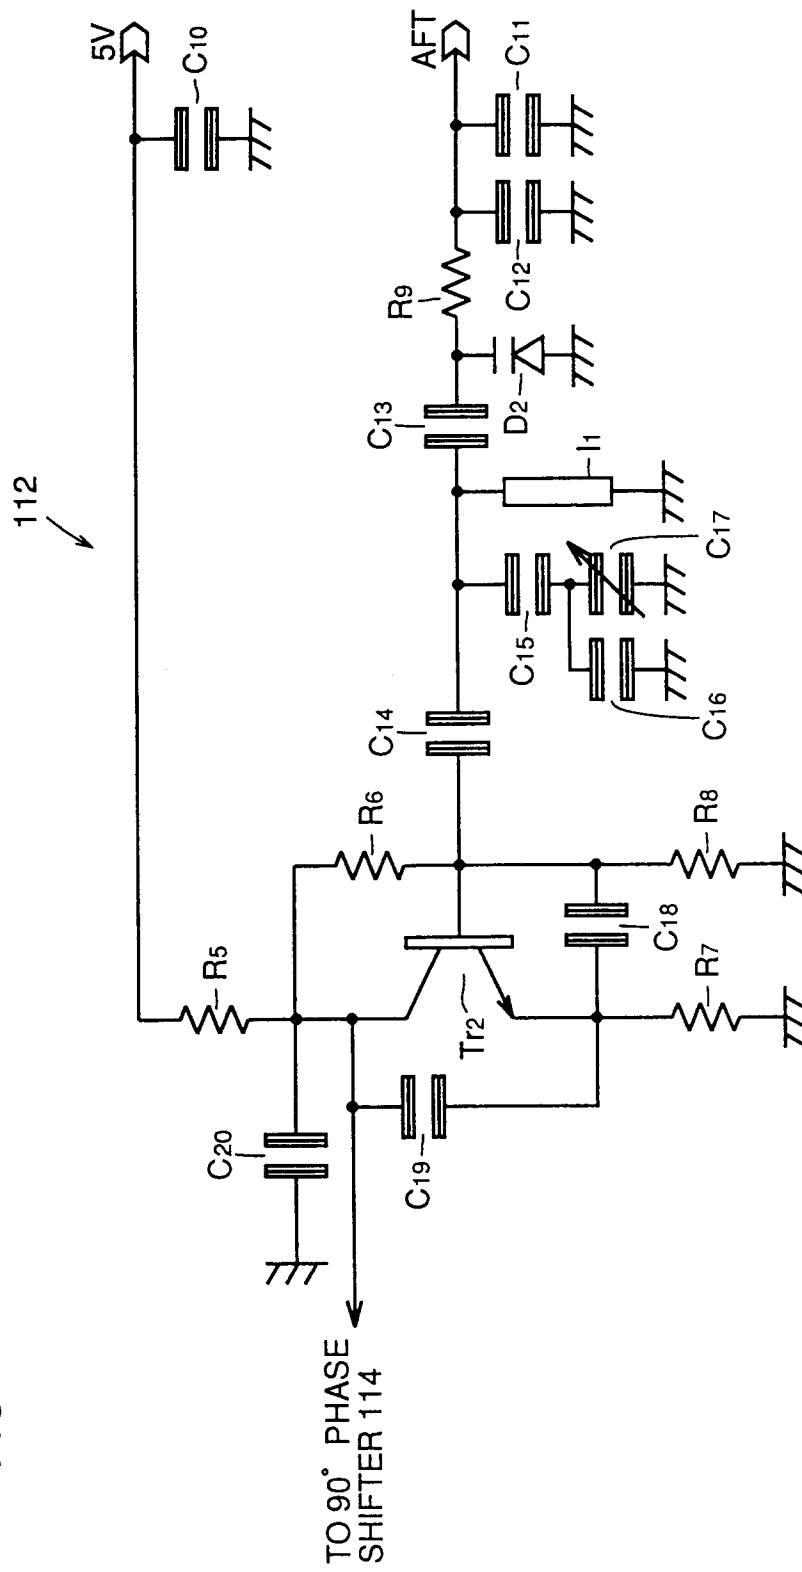 112
5V
C10
AFT
C11
C12
R9
D2
C13
I1
C17
C15
C16
C14
R6
R8
C18
R5
Tr2
R7
C20
C19
TO 90° PHASE
SHIFTER 114